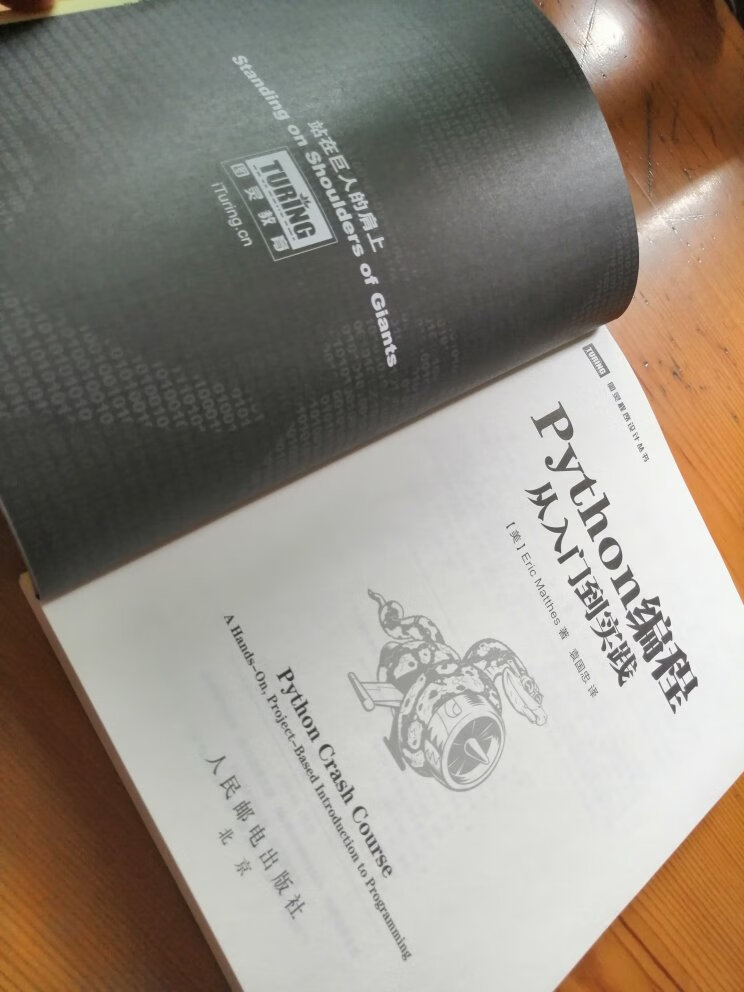 站在巨人的肩上
Standing on Shoulders of Giants
TURING
图灵教育
iTuring.cn
TURING 图灵程序设计丛书
Python编程
从入门到实践
[美] Eric Matthes 著 袁国忠 译
Python Crash Course
A Hands-On, Project-Based Introduction to Programming
人民邮电出版社
北京